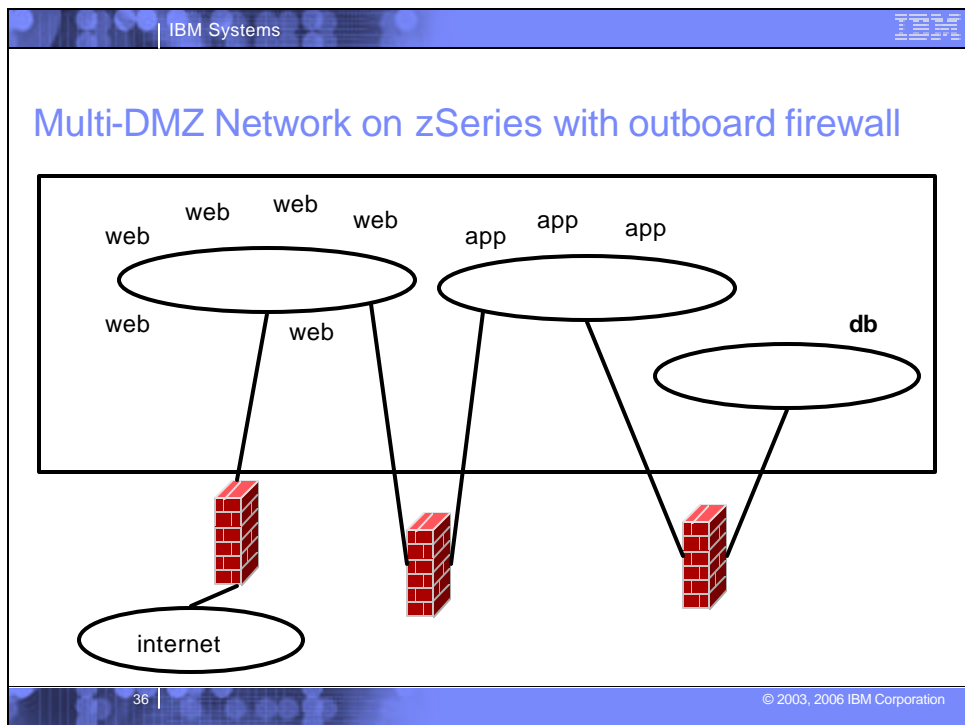 IBM Systems
IBM
Multi-DMZ Network on zSeries with outboard firewall
web
web
web
web
app
app
app
web
web
db
internet
36
© 2003, 2006 IBM Corporation